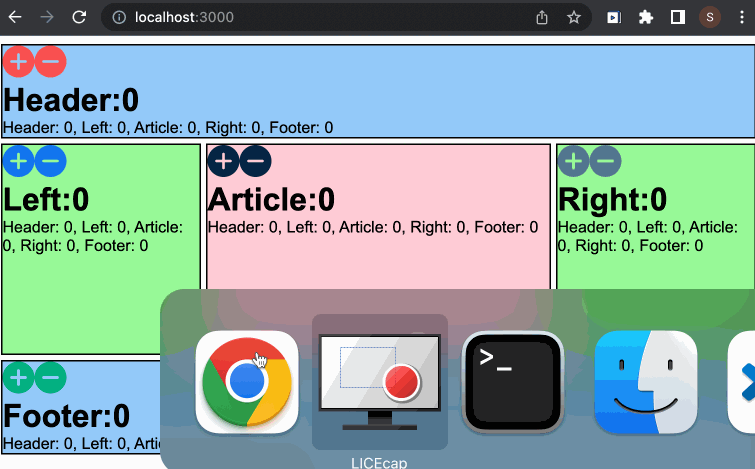 localhost:3000
S
Header:0
Header: 0, Left: 0, Article: 0, Right: 0, Footer: 0
Left:0
Header: 0, Left: 0, Article:
0, Right: 0, Footer: 0
Article:0
Header: 0, Left: 0, Article: 0, Right: 0, Footer: 0
Right:0
Header: 0, Left: 0, Article:
0, Right: 0, Footer: 0
Footer:0
Header: 0, Left: 0, Arti
>_
LICEcap